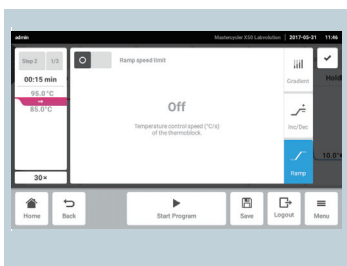 admin Mastercycler X50 Labvolution 2017-05-31 11:46
Step 2 1/3
Ramp speed limit
00:15 min
95.0°C
85.0°C
30×
Off
Temperature control speed (°C/s)
of the thermoblock.
Gradient
Inc/Dec
Ramp
Hold
10.0°
Home
Back
Start Program
Save
Logout
Menu